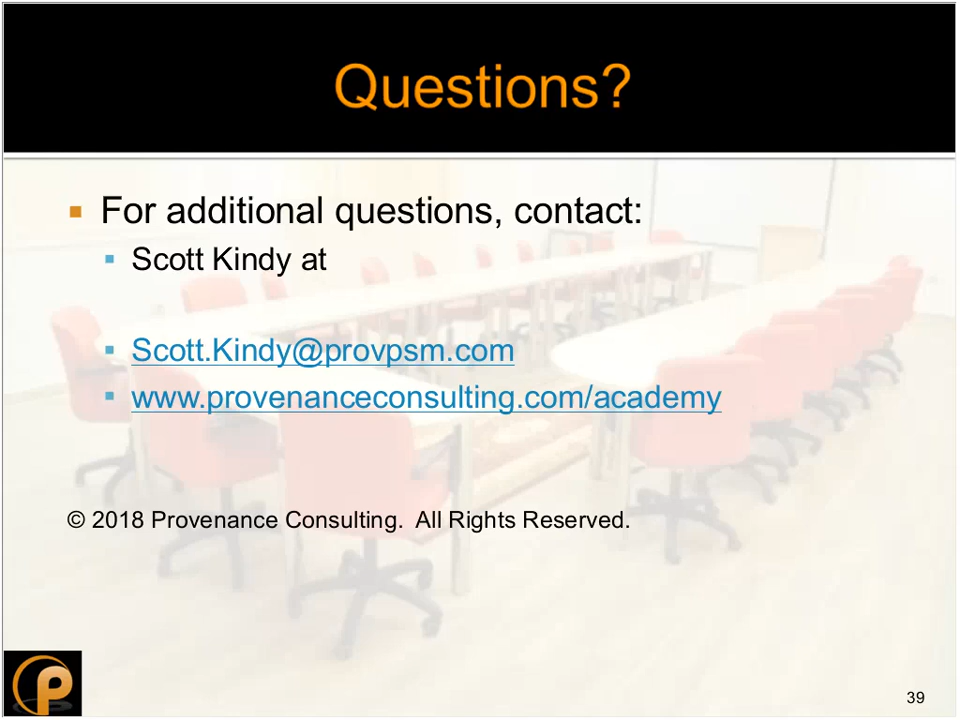 Questions?
For additional questions, contact:
Scott Kindy at
Scott.Kindy@provpsm.com
www.provenanceconsulting.com/academy
© 2018 Provenance Consulting.  All Rights Reserved.
P
39